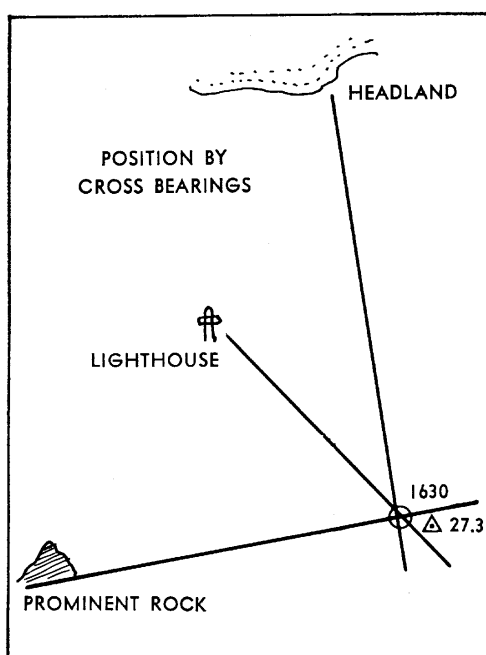 HEADLAND
POSITION BY
CROSS BEARINGS
LIGHTHOUSE
1630
27.3
PROMINENT ROCK